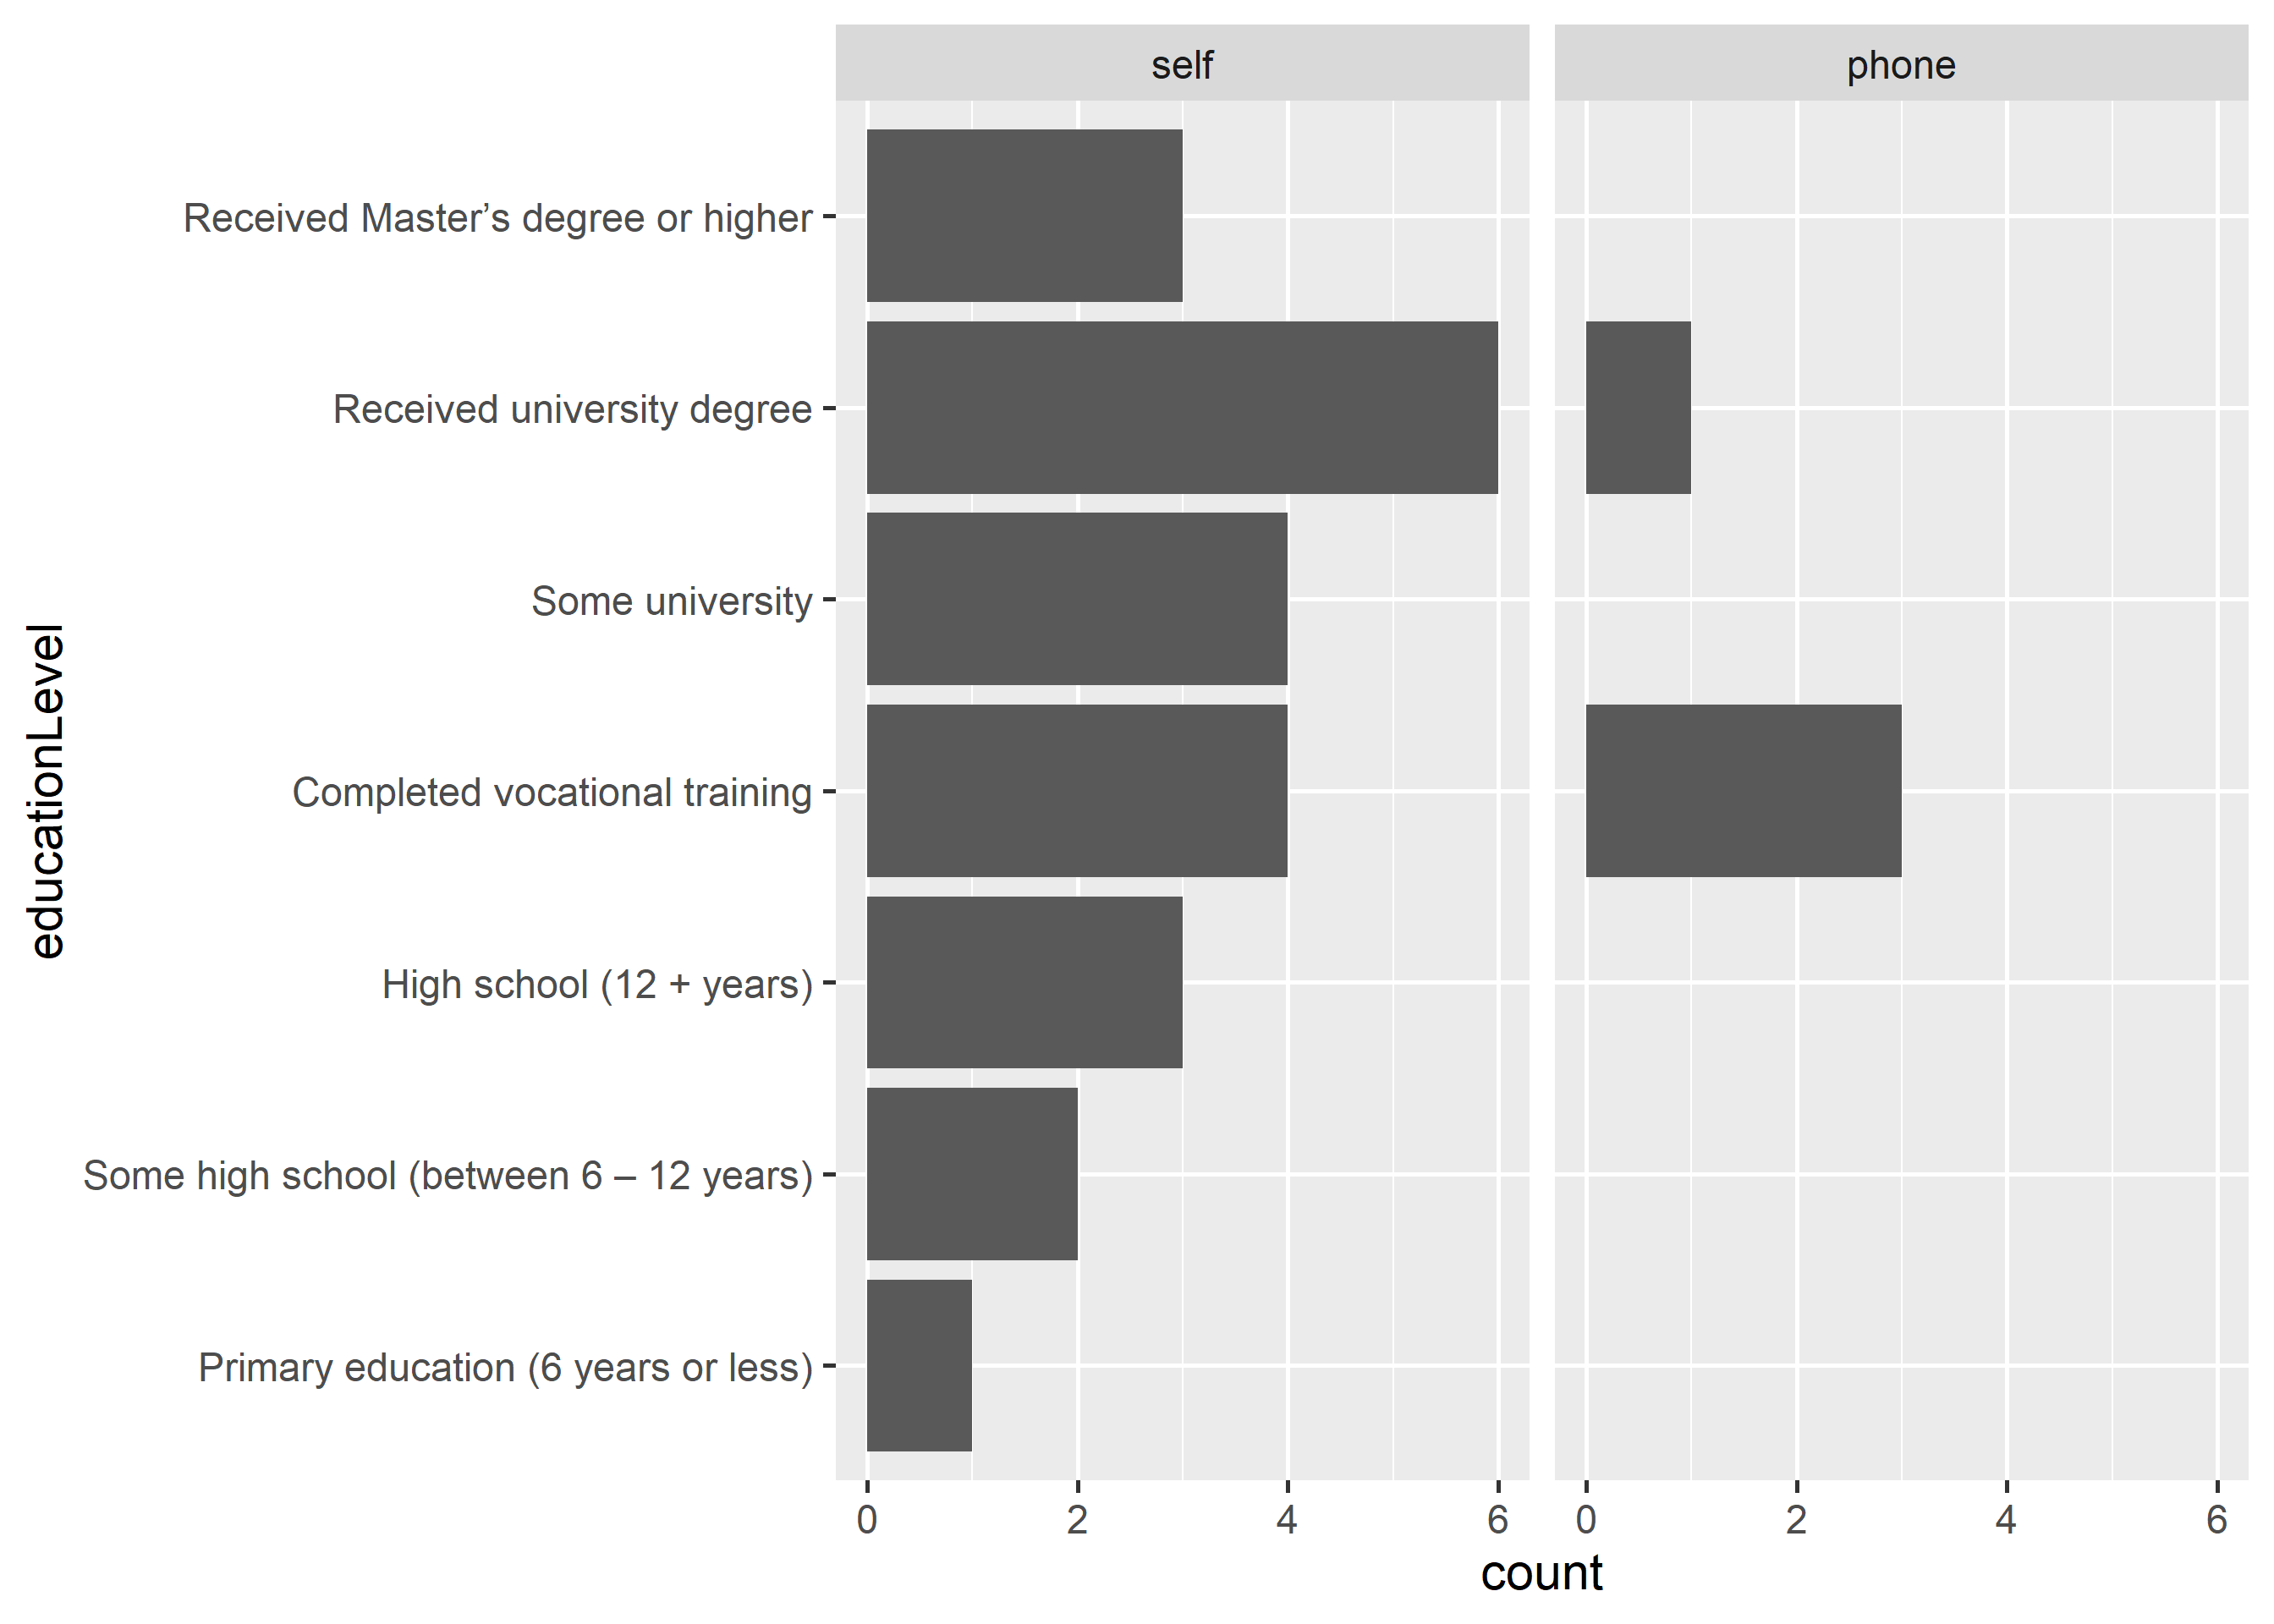 self
phone
Received Master’s degree or higher
Received university degree
Some university
Completed vocational training
High school (12 + years)
Some high school (between 6 – 12 years)
Primary education (6 years or less)
educationLevel
0 2 4 6
0 2 4 6
count